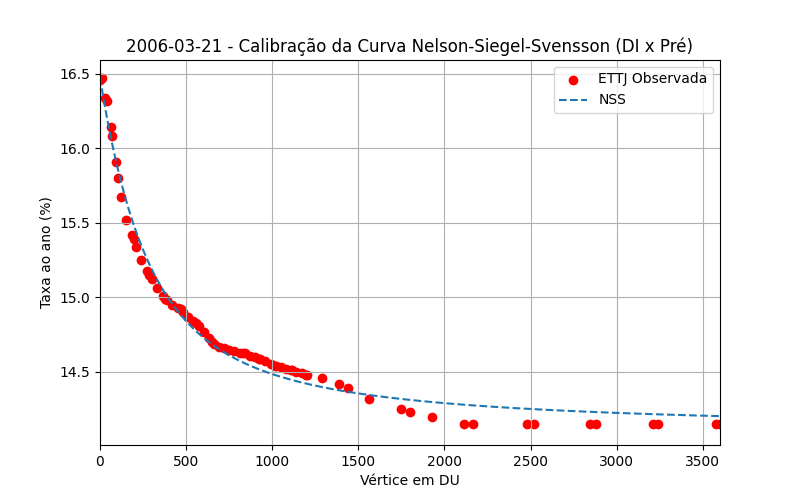 2006-03-21 - Calibração da Curva Nelson-Siegel-Svensson (DI x Pré)
ETTJ Observada
NSS
Taxa ao ano (%)
16.5
16.0
15.5
15.0
14.5
0 500 1000 1500 2000 2500 3000 3500
Vértice em DU